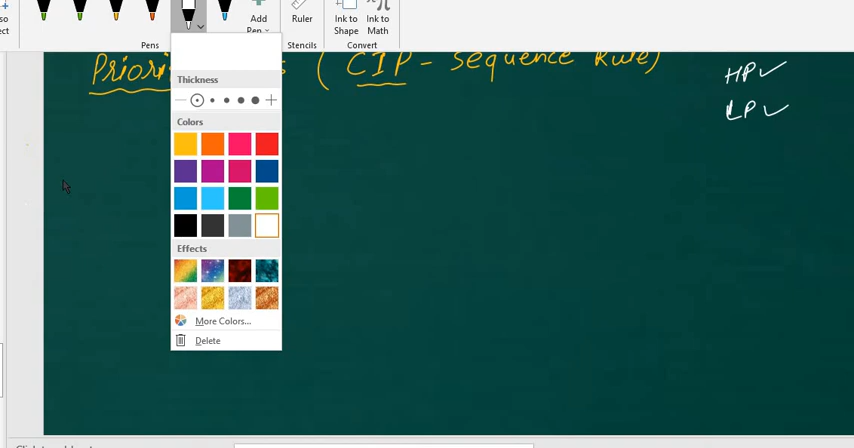 Add
Pen
Ruler
Ink to
Shape
Ink to
Math
Pens
Stencils
Convert
( CIP - Sequence Rule)
HP✓
LP✓
Thickness
Colors
Effects
More Colors...
Delete